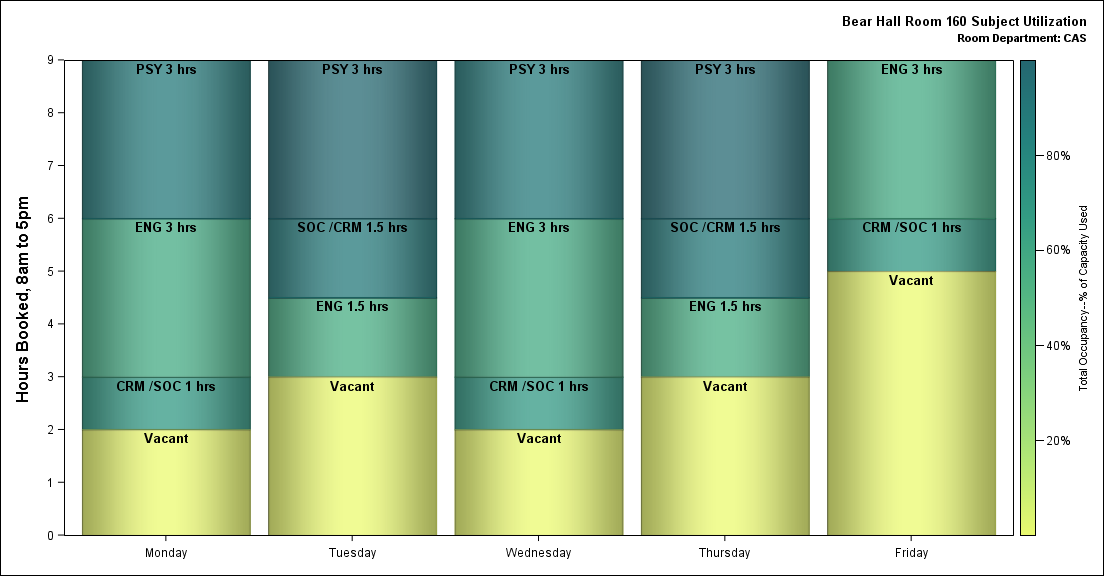 Bear Hall Room 160 Subject Utilization
Room Department: CAS
Hours Booked, 8am to 5pm
9
8
7
6
5
4
3
2
1
0
PSY 3 hrs
ENG 3 hrs
CRM /SOC 1 hrs
Vacant
Monday
PSY 3 hrs
SOC /CRM 1.5 hrs
ENG 1.5 hrs
Vacant
Tuesday
PSY 3 hrs
ENG 3 hrs
CRM /SOC 1 hrs
Vacant
Wednesday
PSY 3 hrs
SOC /CRM 1.5 hrs
ENG 1.5 hrs
Vacant
Thursday
ENG 3 hrs
CRM /SOC 1 hrs
Vacant
Friday
80%
60%
40%
20%
Total Occupancy--% of Capacity Used